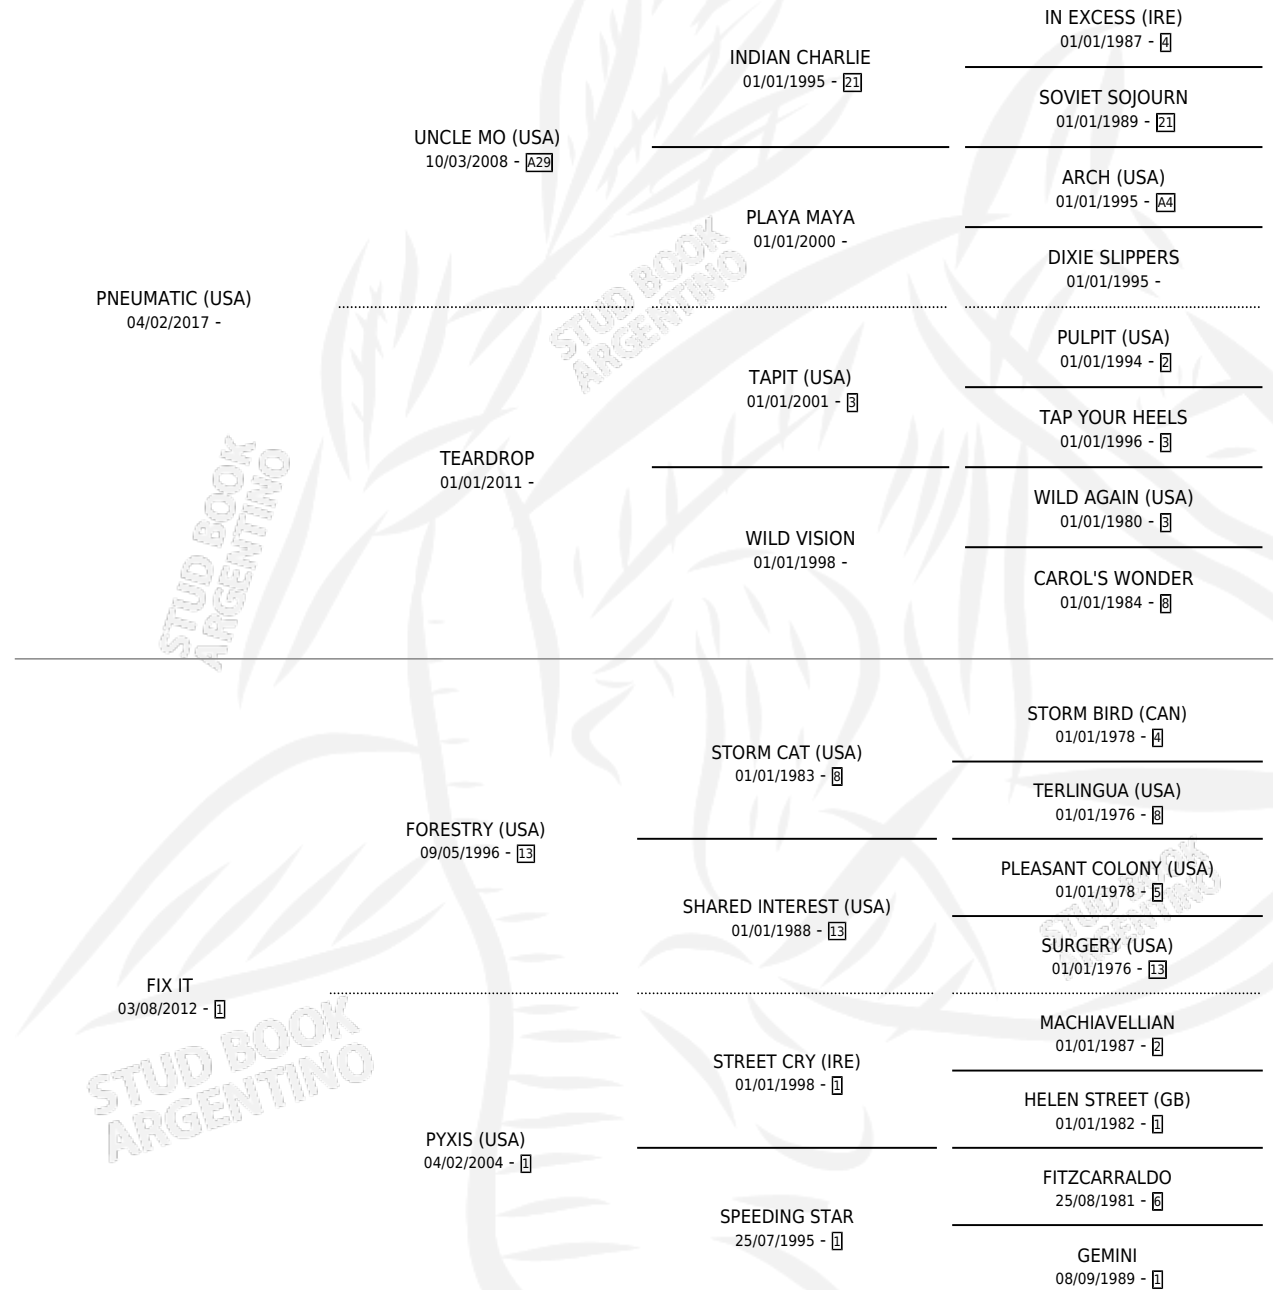 PNEUMATIC (USA)
04/02/2017 -
UNCLE MO (USA)
10/03/2008 - A29
INDIAN CHARLIE
01/01/1995 - 21
IN EXCESS (IRE)
01/01/1987 - 4
SOVIET SOJOURN
01/01/1989 - 21
PLAYA MAYA
01/01/2000 -
ARCH (USA)
01/01/1995 - A4
DIXIE SLIPPERS
01/01/1995 -
TEARDROP
01/01/2011 -
TAPIT (USA)
01/01/2001 - 3
PULPIT (USA)
01/01/1994 - 2
TAP YOUR HEELS
01/01/1996 - 3
WILD VISION
01/01/1998 -
WILD AGAIN (USA)
01/01/1980 - 3
CAROL'S WONDER
01/01/1984 - 8
FIX IT
03/08/2012 - 1
FORESTRY (USA)
09/05/1996 - 13
STORM CAT (USA)
01/01/1983 - 8
STORM BIRD (CAN)
01/01/1978 - 4
TERLINGUA (USA)
01/01/1976 - 8
SHARED INTEREST (USA)
01/01/1988 - 13
PLEASANT COLONY (USA)
01/01/1978 - 5
SURGERY (USA)
01/01/1976 - 13
PYXIS (USA)
04/02/2004 - 1
STREET CRY (IRE)
01/01/1998 - 1
MACHIAVELLIAN
01/01/1987 - 2
HELEN STREET (GB)
01/01/1982 - 1
SPEEDING STAR
25/07/1995 - 1
FITZCARRALDO
25/08/1981 - 6
GEMINI
08/09/1989 - 1
STUD BOOK
ARGENTINO
STUD BOOK
ARGENTINO
STUD BOOK
ARGENTINO
STUD BOOK
ARGENTINO